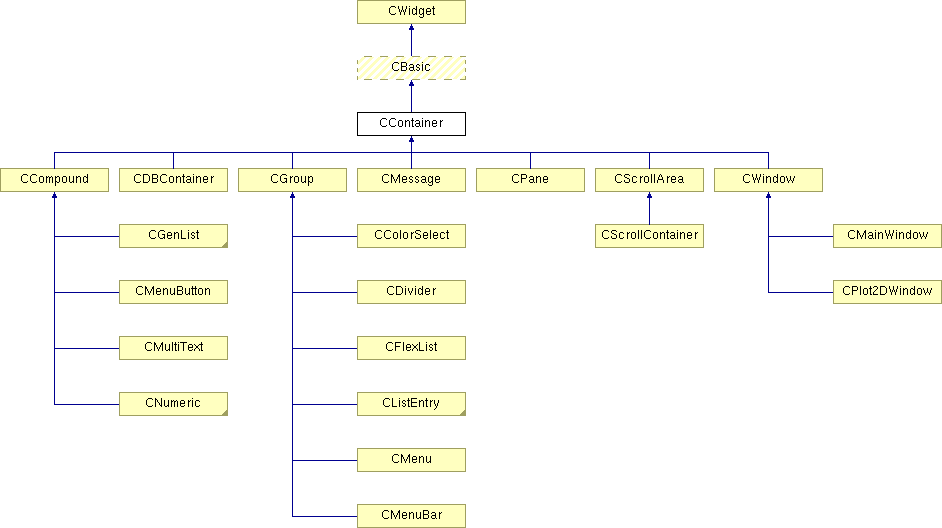 CWidget
CBasic
CContainer
CCompound
CDBContainer
CGroup
CMessage
CPane
CScrollArea
CWindow
CGenList
CColorSelect
CScrollContainer
CMainWindow
CMenuButton
CDivider
CPlot2DWindow
CMultiText
CFlexList
CNumeric
CListEntry
CMenu
CMenuBar